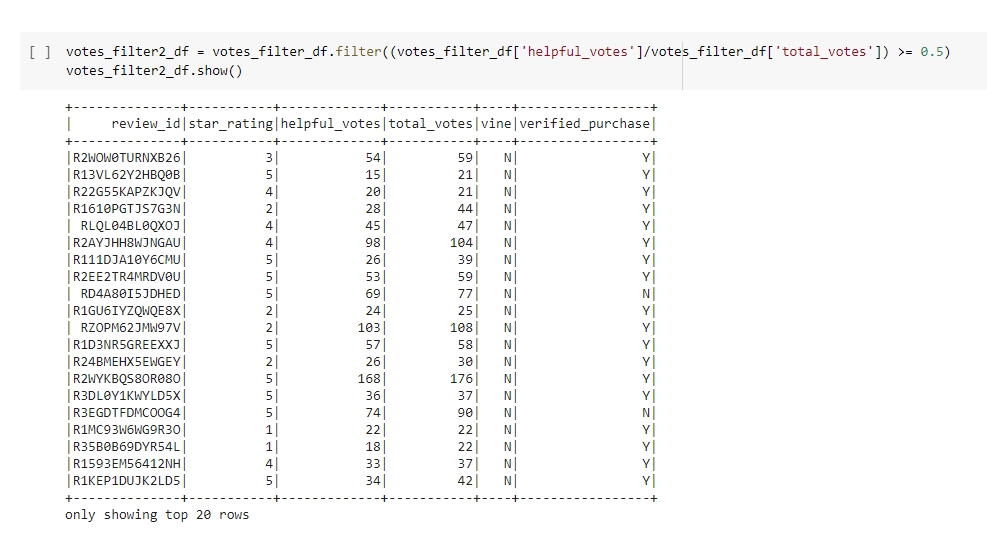 [ ] votes_filter2_df = votes_filter_df.filter((votes_filter_df['helpful_votes']/votes_filter_df['total_votes']) >= 0.5)
votes_filter2_df.show()
+--------------+-----------+-------------+-----------+----+-----------------+
|     review_id|star_rating|helpful_votes|total_votes|vine|verified_purchase|
+--------------+-----------+-------------+-----------+----+-----------------+
|R2WOW0TURNXB26|          3|           54|         59|   N|                Y|
|R13VL62Y2HBQ0B|          5|           15|         21|   N|                Y|
|R22G55KAPZKJQV|          4|           20|         21|   N|                Y|
|R1610PGTJS7G3N|          2|           28|         44|   N|                Y|
| RLQL04BL0QXOJ|          4|           45|         47|   N|                Y|
|R2AYJHH8WJNGAU|          4|           98|        104|   N|                Y|
|R111DJA10Y6CMU|          5|           26|         39|   N|                Y|
|R2EE2TR4MRDV0U|          5|           53|         59|   N|                Y|
| RD4A80I5JDHED|          5|           69|         77|   N|                N|
|R1GU6IYZQWQE8X|          2|           24|         25|   N|                Y|
| RZOPM62JMW97V|          2|          103|        108|   N|                Y|
|R1D3NR5GREEXXJ|          5|           57|         58|   N|                Y|
|R24BMEHX5EWGEY|          2|           26|         30|   N|                Y|
|R2WYKBQS8OR08O|          5|          168|        176|   N|                Y|
|R3DL0Y1KWYLD5X|          5|           36|         37|   N|                Y|
|R3EGDTFDMCOOG4|          5|           74|         90|   N|                N|
|R1MC93W6WG9R3O|          1|           22|         22|   N|                Y|
|R35B0B69DYR54L|          1|           18|         22|   N|                Y|
|R1593EM56412NH|          4|           33|         37|   N|                Y|
|R1KEP1DUJK2LD5|          5|           34|         42|   N|                Y|
+--------------+-----------+-------------+-----------+----+-----------------+
only showing top 20 rows